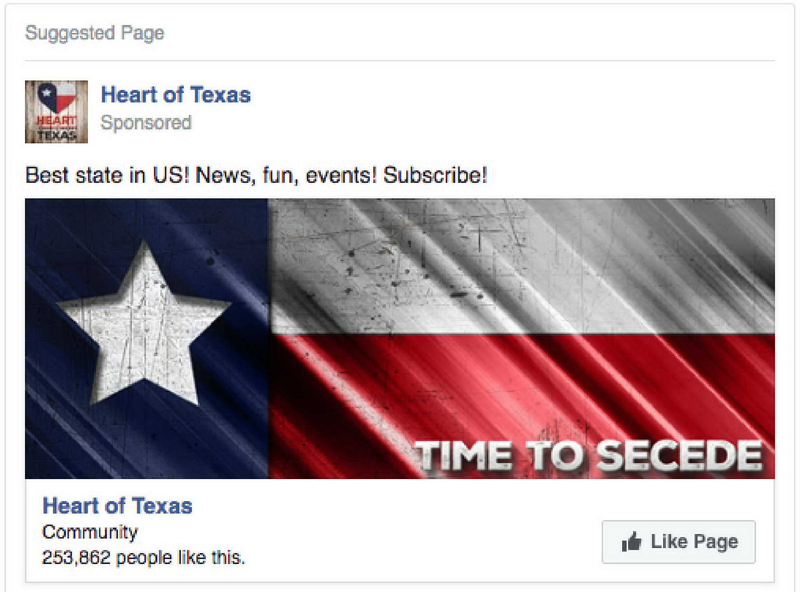 Suggested Page
Heart of Texas
Sponsored
HEART
TEXAS
Best state in US! News, fun, events! Subscribe!
TIME TO SECEDE
Heart of Texas
Community
253,862 people like this.
Like Page